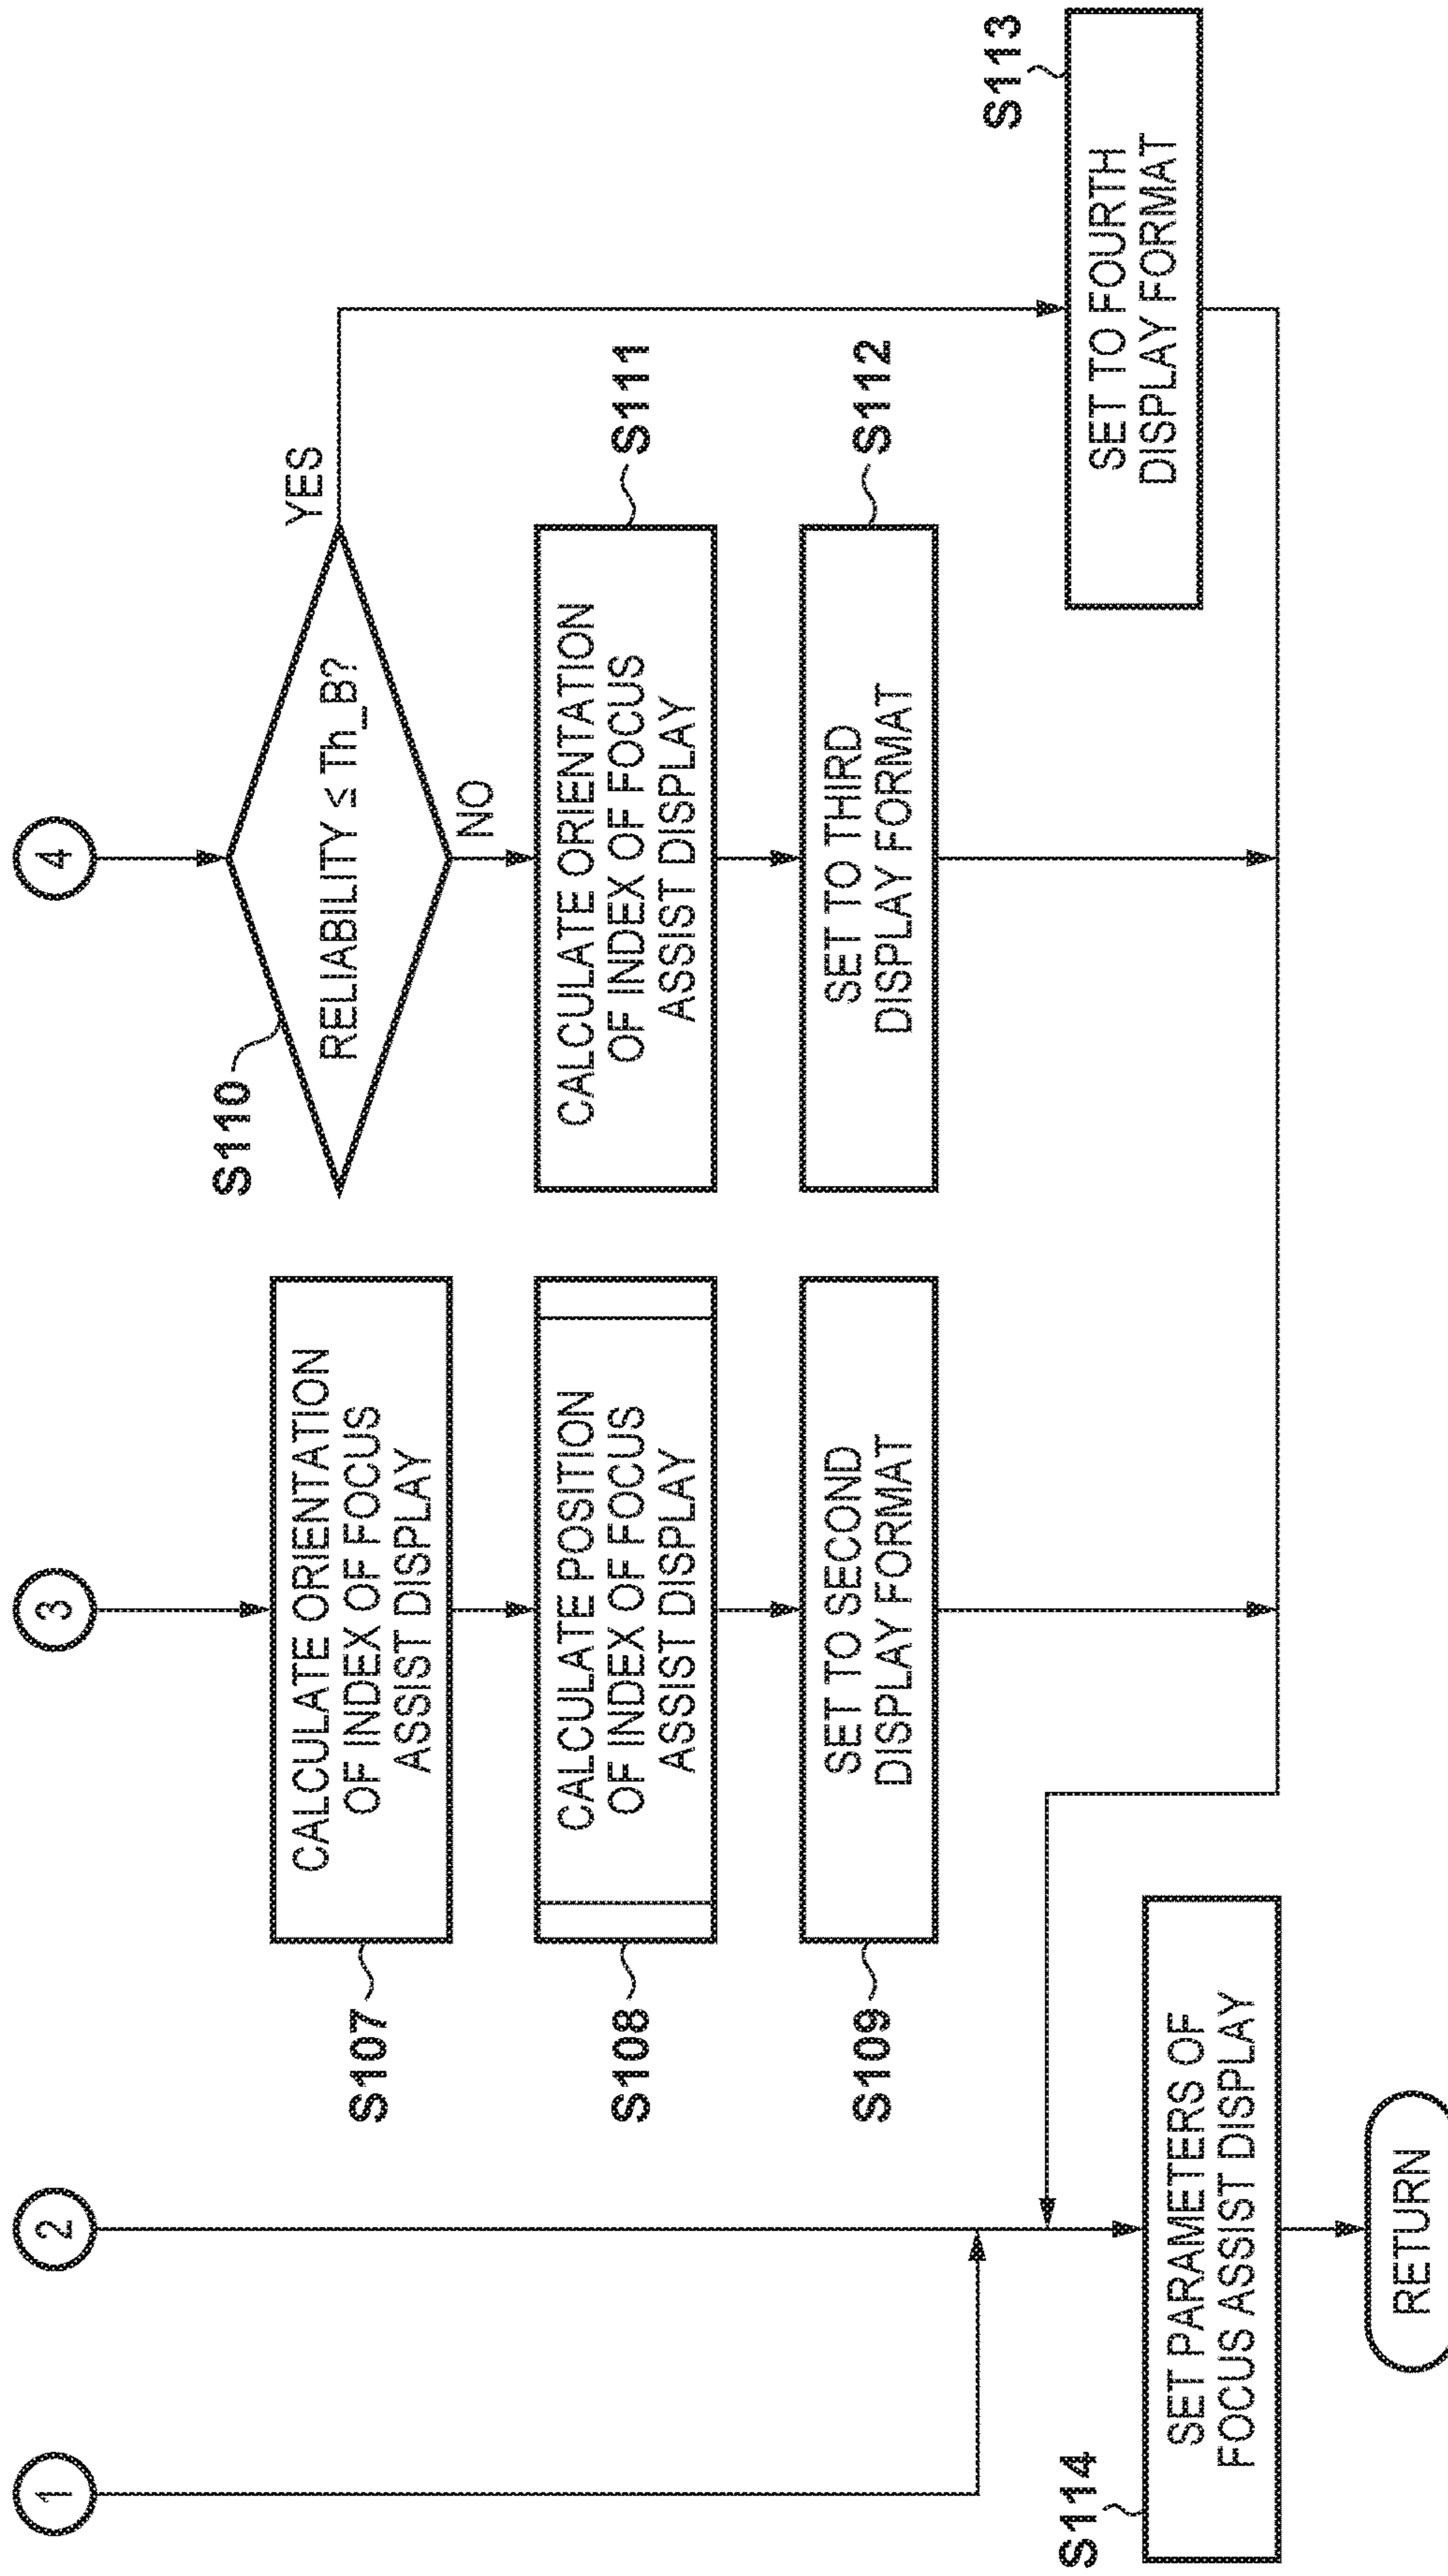 1
2
3
4
S107
CALCULATE ORIENTATION
OF INDEX OF FOCUS
ASSIST DISPLAY
S108
CALCULATE POSITION
OF INDEX OF FOCUS
ASSIST DISPLAY
S109
SET TO SECOND
DISPLAY FORMAT
S110
RELIABILITY ≤ Th_B?
YES
NO
CALCULATE ORIENTATION
OF INDEX OF FOCUS
ASSIST DISPLAY
S111
SET TO THIRD
DISPLAY FORMAT
S112
S113
SET TO FOURTH
DISPLAY FORMAT
S114
SET PARAMETERS OF
FOCUS ASSIST DISPLAY
RETURN